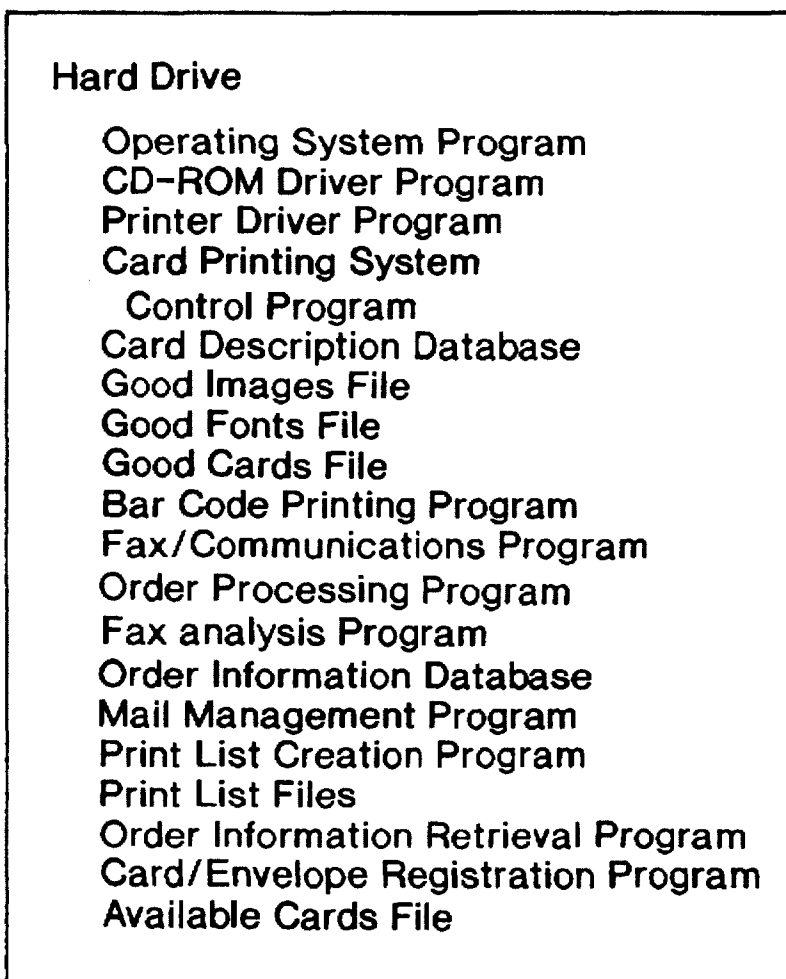 Hard Drive
Operating System Program
CD-ROM Driver Program
Printer Driver Program
Card Printing System
Control Program
Card Description Database
Good Images File
Good Fonts File
Good Cards File
Bar Code Printing Program
Fax/Communications Program
Order Processing Program
Fax analysis Program
Order Information Database
Mail Management Program
Print List Creation Program
Print List Files
Order Information Retrieval Program
Card/Envelope Registration Program
Available Cards File